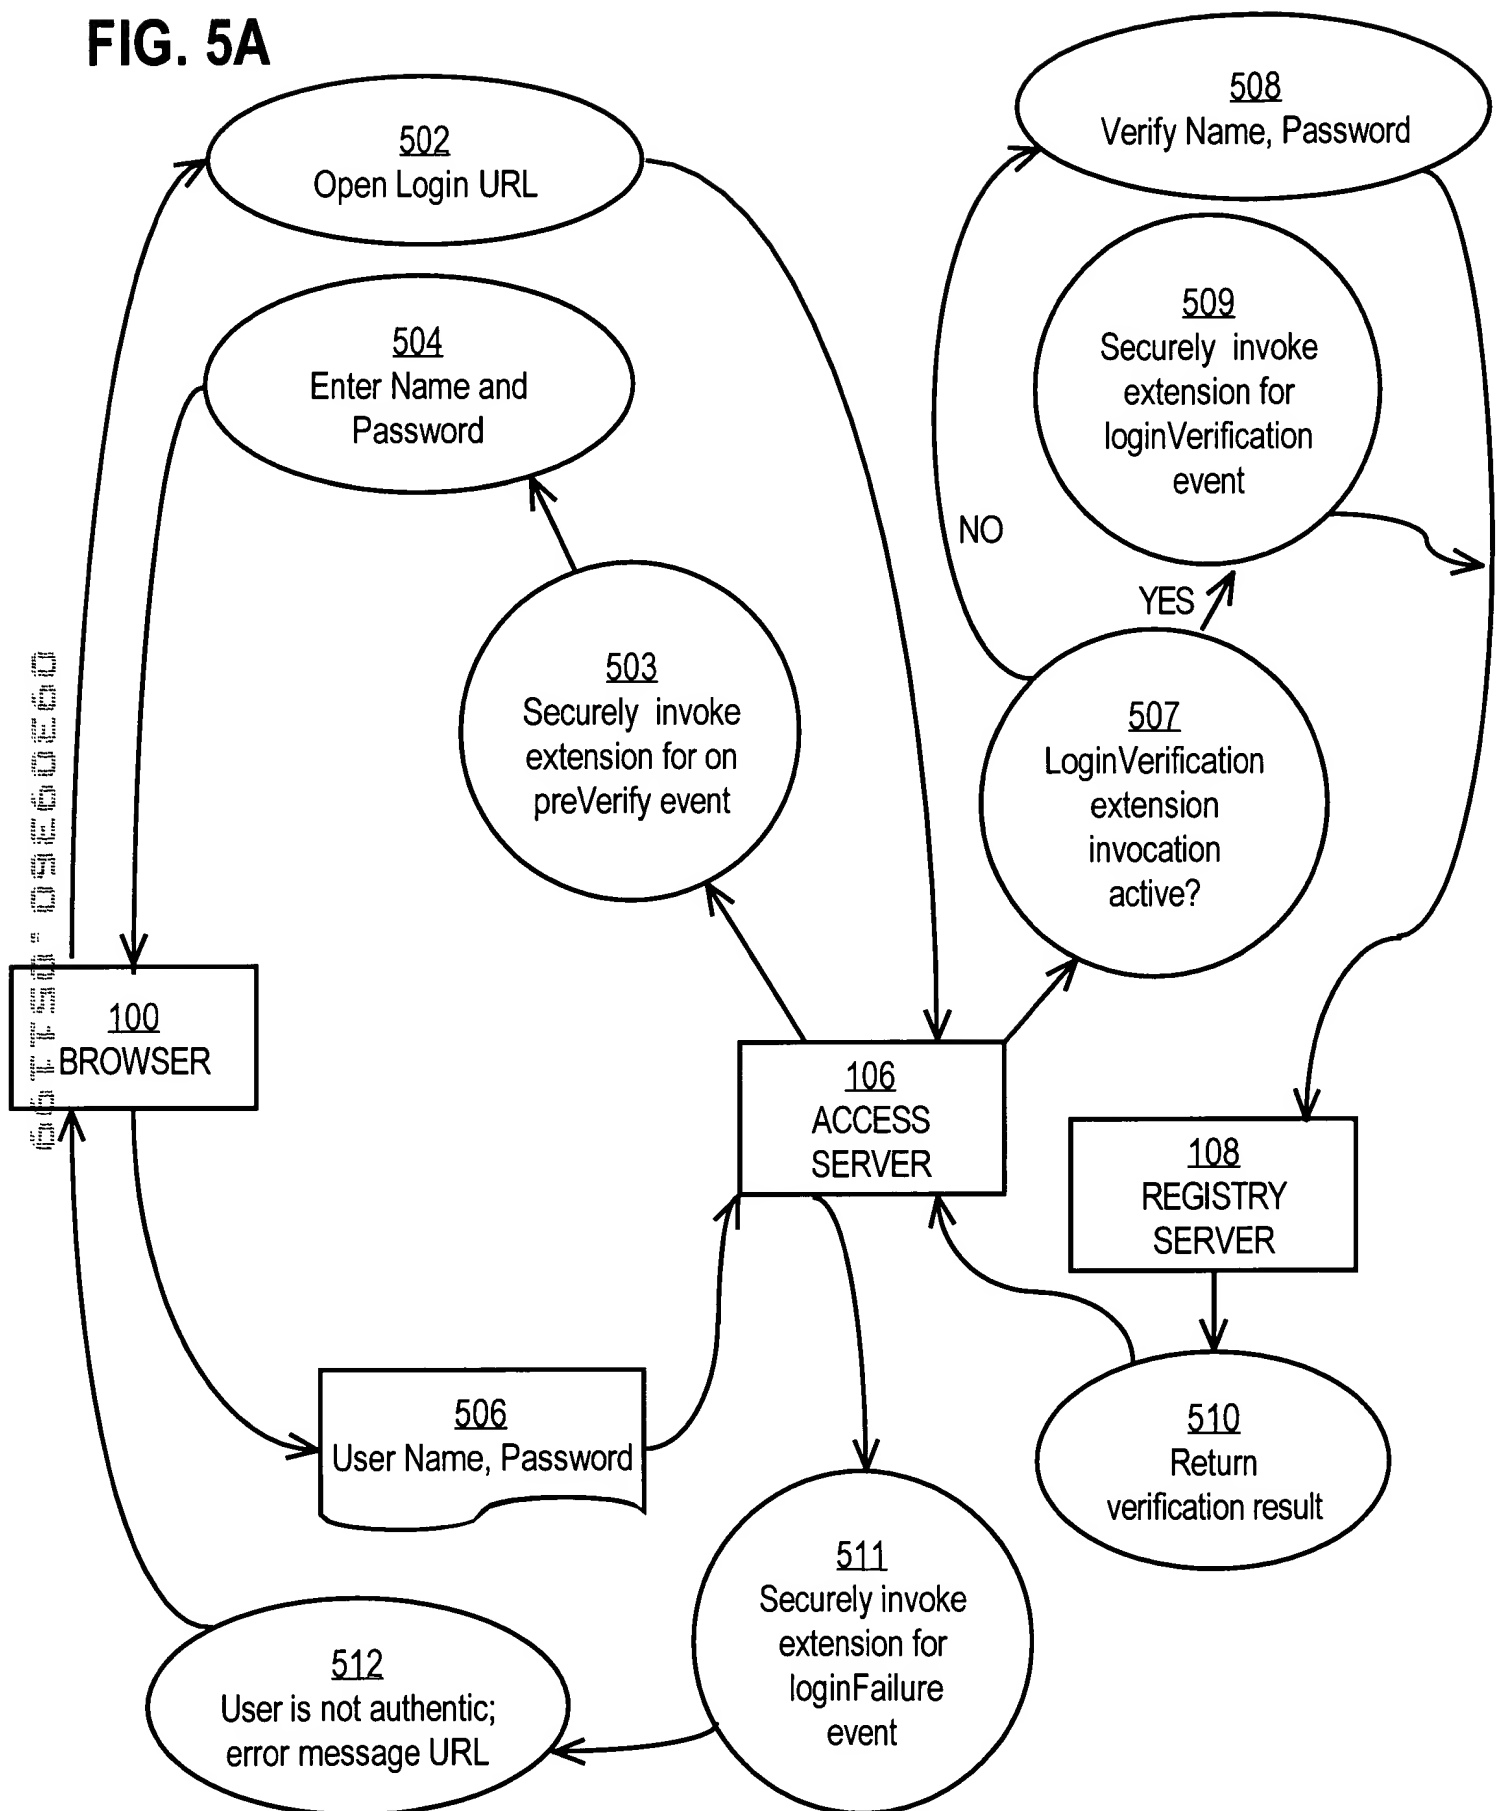 FIG. 5A
502
Open Login URL
504
Enter Name and
Password
503
Securely invoke
extension for on
preVerify event
508
Verify Name, Password
509
Securely invoke
extension for
loginVerification
event
NO
YES
507
LoginVerification
extension
invocation
active?
100
BROWSER
106
ACCESS
SERVER
108
REGISTRY
SERVER
506
User Name, Password
510
Return
verification result
511
Securely invoke
extension for
loginFailure
event
512
User is not authentic;
error message URL